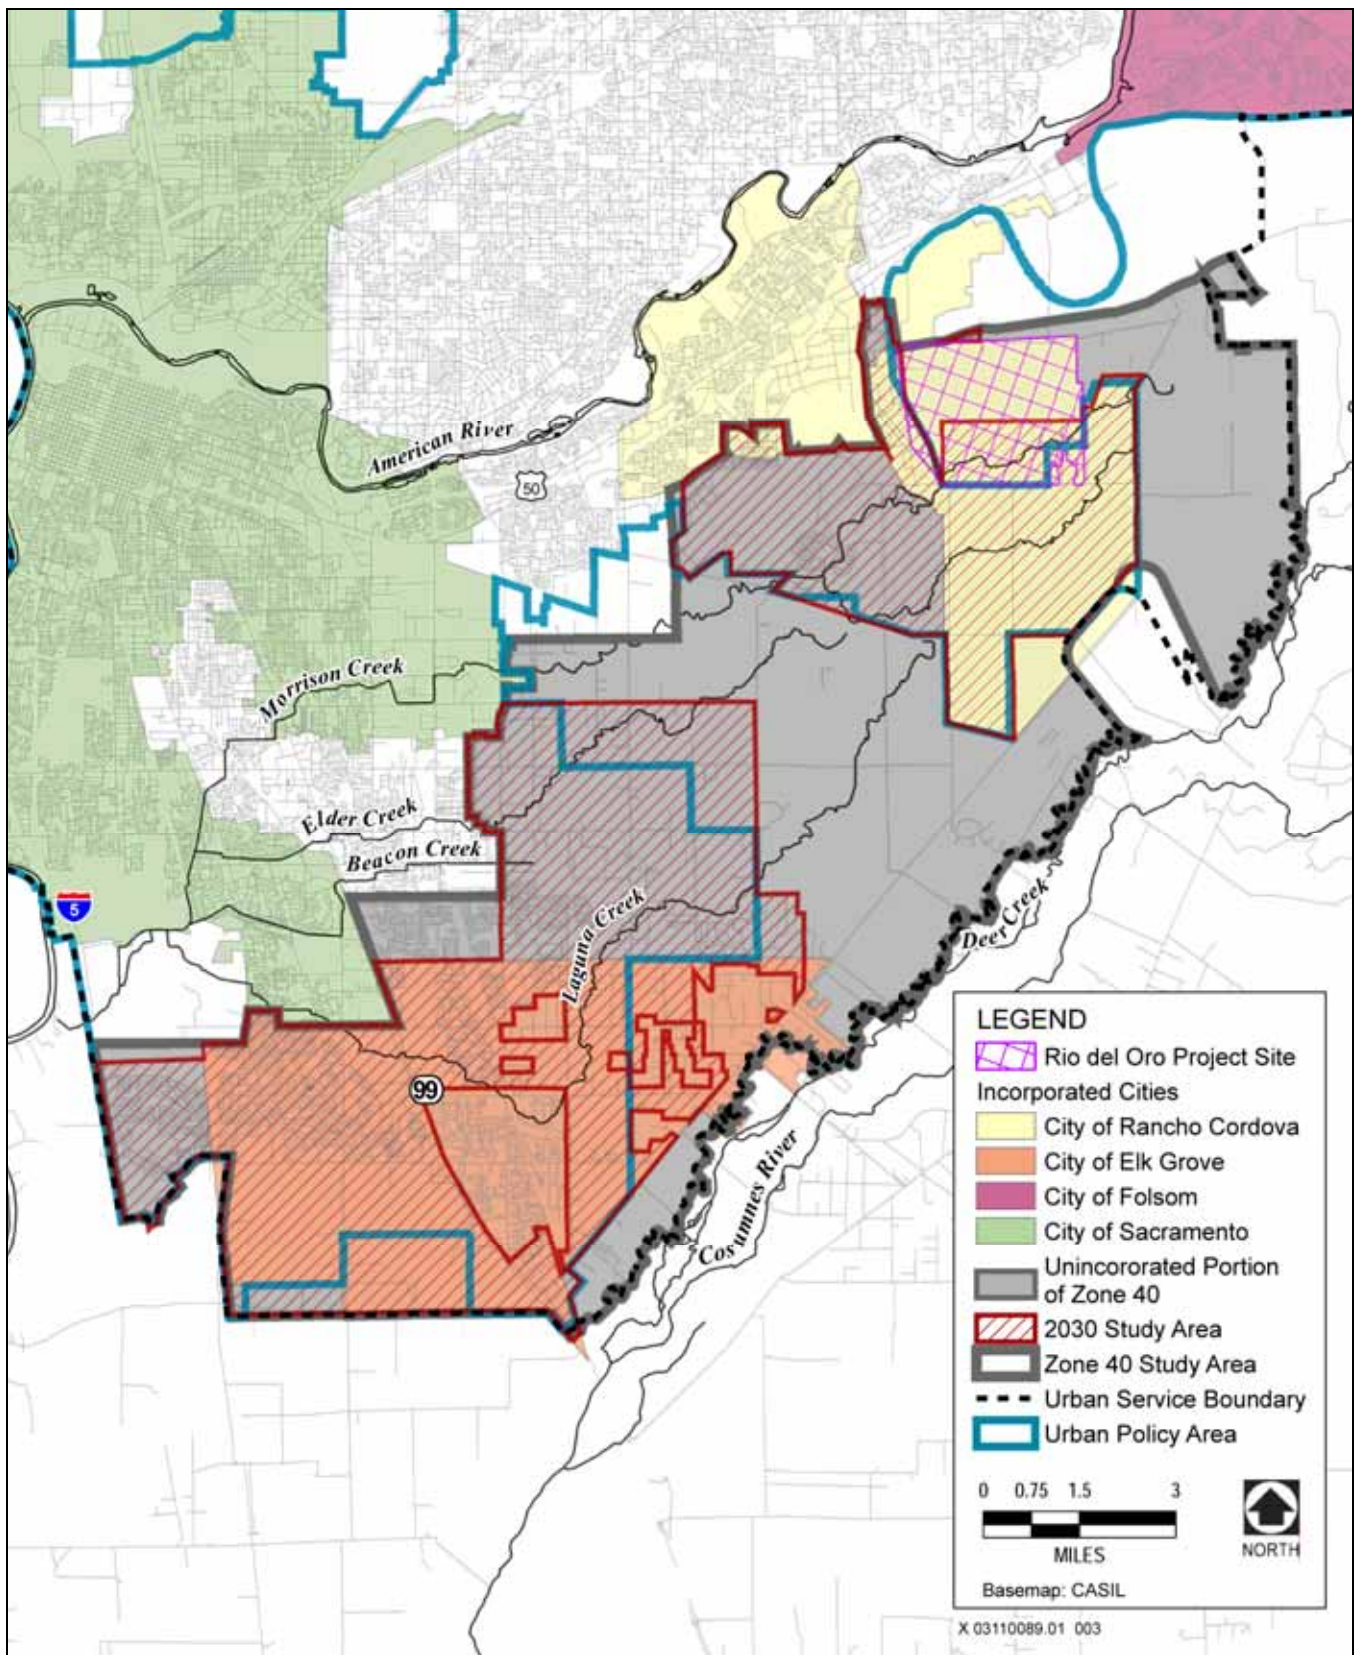 American River
50
Morrison Creek
Elder Creek
Beacon Creek
5
Laguna Creek
Deer Creek
99
Cosumnes River
LEGEND
Rio del Oro Project Site
Incorporated Cities
City of Rancho Cordova
City of Elk Grove
City of Folsom
City of Sacramento
Unincororated Portion
of Zone 40
2030 Study Area
Zone 40 Study Area
Urban Service Boundary
Urban Policy Area
0 0.75 1.5 3
MILES
NORTH
Basemap: CASIL
X 03110089.01 003